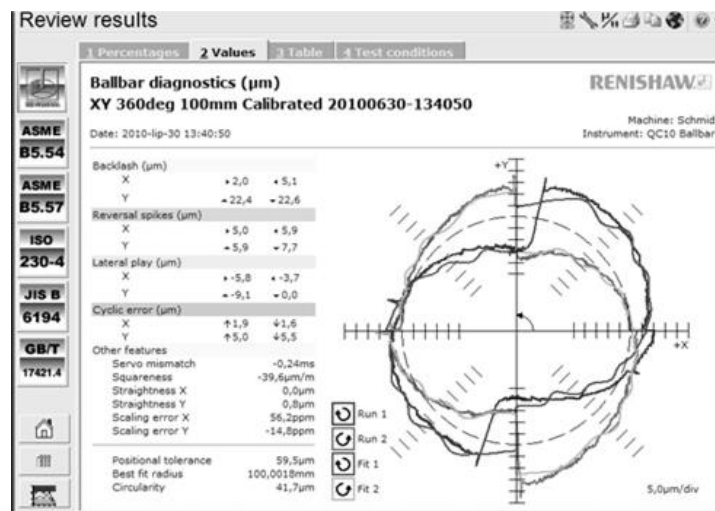 Review results
1 Percentages 2 Values 3 Table 4 Test conditions
Ballbar diagnostics (µm)
XY 360deg 100mm Calibrated 20100630-134050
RENISHAW
Date: 2010-lip-30 13:40:50
Machine: Schmid
Instrument: QC10 Ballbar
ASME
B5.54
ASME
B5.57
ISO
230-4
JIS B
6194
GB/T
17421.4
Backlash (µm)
X 2,0 5,1
Y 22,4 22,6
Reversal spikes (µm)
X 5,0 5,9
Y 5,9 7,7
Lateral play (µm)
X -5,8 -3,7
Y -9,1 -0,0
Cyclic error (µm)
X ↑1,9 ↓1,6
Y ↑5,0 ↓5,5
Other features
Servo mismatch -0,24ms
Squareness -39,6µm/m
Straightness X 0,0µm
Straightness Y 0,8µm
Scaling error X 56,2ppm
Scaling error Y -14,8ppm
Positional tolerance 59,5µm
Best fit radius 100,0018mm
Circularity 41,7µm
+Y
+X
Run 1
Run 2
Fit 1
Fit 2
5,0µm/div